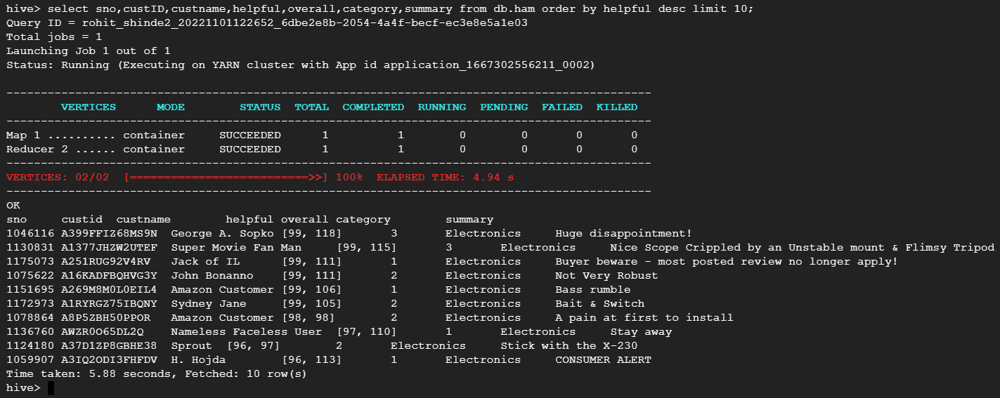 hive> select sno,custID,custname,helpful,overall,category,summary from db.ham order by helpful desc limit 10;
Query ID = rohit_shinde2_20221101122652_6dbe2e8b-2054-4a4f-becf-ec3e8e5a1e03
Total jobs = 1
Launching Job 1 out of 1
Status: Running (Executing on YARN cluster with App id application_1667302556211_0002)
----------------------------------------------------------------------------------------------
        VERTICES      MODE        STATUS  TOTAL  COMPLETED  RUNNING  PENDING  FAILED  KILLED
----------------------------------------------------------------------------------------------
Map 1 .......... container     SUCCEEDED      1          1        0        0       0       0
Reducer 2 ...... container     SUCCEEDED      1          1        0        0       0       0
----------------------------------------------------------------------------------------------
VERTICES: 02/02  [==========================>>] 100%  ELAPSED TIME: 4.94 s
----------------------------------------------------------------------------------------------
OK
sno     custid  custname        helpful overall category        summary
1046116 A399FFIZ68MS9N  George A. Sopko [99, 118]       3       Electronics     Huge disappointment!
1130831 A1377JHZW2UTEF  Super Movie Fan Man     [99, 115]       3       Electronics     Nice Scope Crippled by an Unstable mount & Flimsy Tripod
1175073 A251RUG92V4RV   Jack of IL      [99, 111]       1       Electronics     Buyer beware - most posted review no longer apply!
1075622 A16KADFBQHVG3Y  John Bonanno    [99, 111]       2       Electronics     Not Very Robust
1151695 A269M8M0L0EIL4  Amazon Customer [99, 106]       1       Electronics     Bass rumble
1172973 A1RYRGZ75IBQNY  Sydney Jane     [99, 105]       2       Electronics     Bait & Switch
1078864 A8P5ZBH50PPOR   Amazon Customer [98, 98]        2       Electronics     A pain at first to install
1136760 AWZR0O65DL2Q    Nameless Faceless User  [97, 110]       1       Electronics     Stay away
1124180 A37D1ZP8GBHE38  Sprout  [96, 97]        2       Electronics     Stick with the X-230
1059907 A3IQ2ODI3FHFDV  H. Hojda        [96, 113]       1       Electronics     CONSUMER ALERT
Time taken: 5.88 seconds, Fetched: 10 row(s)
hive>